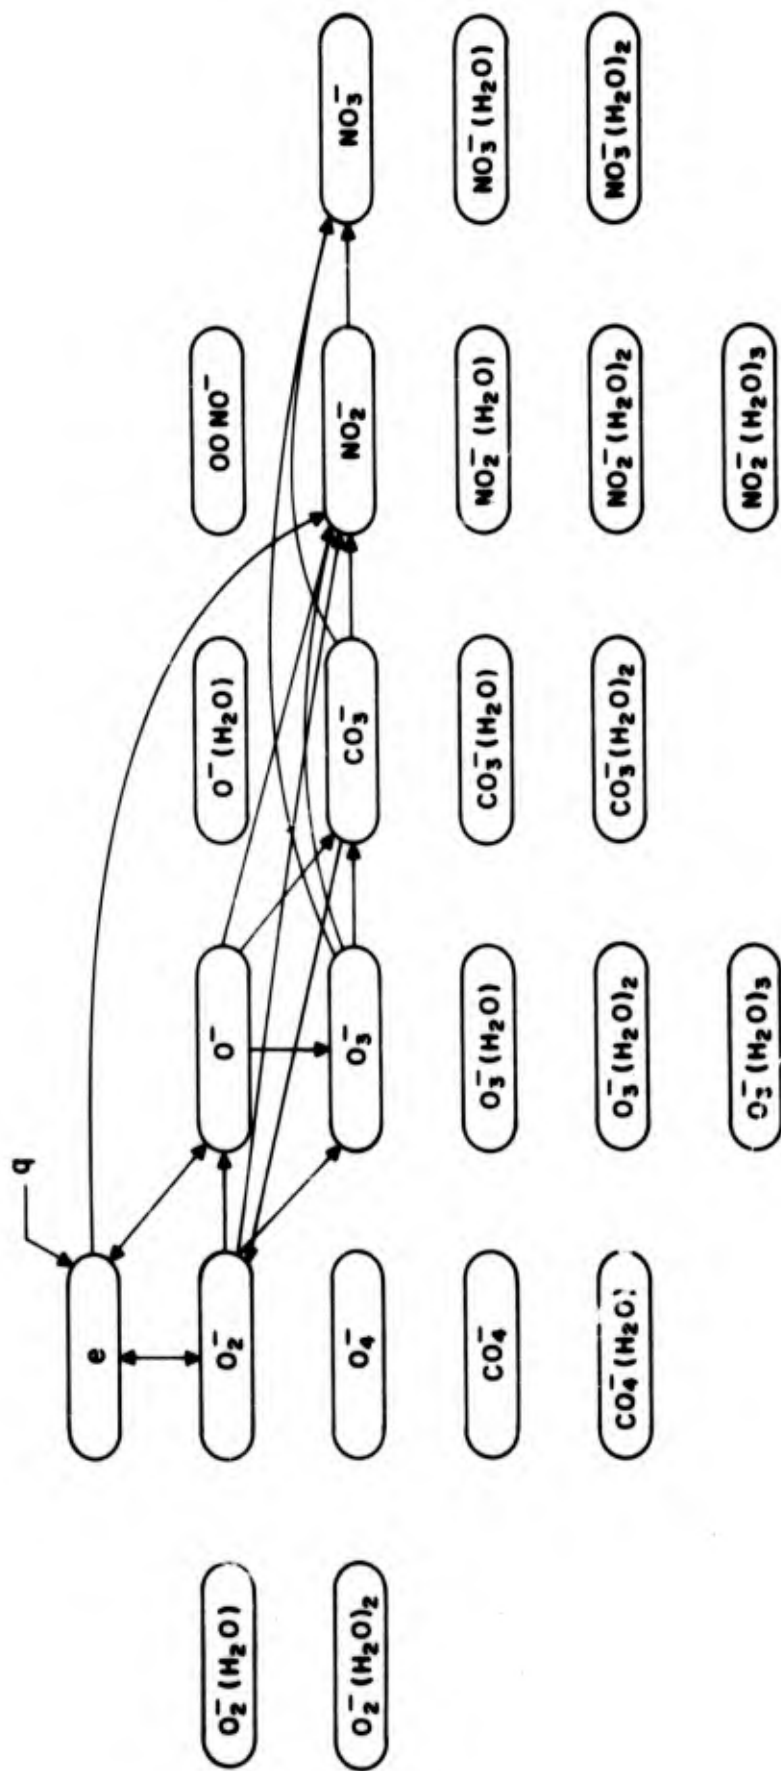 q
e
O₂⁻(H₂O)
O₂⁻
O⁻
O⁻(H₂O)
OONO⁻
O₂⁻(H₂O)₂
O₄⁻
O₃⁻
CO₃⁻
NO₂⁻
NO₃⁻
CO₄⁻
O₃⁻(H₂O)
CO₃⁻(H₂O)
NO₂⁻(H₂O)
NO₃⁻(H₂O)
CO₄⁻(H₂O)
O₃⁻(H₂O)₂
CO₃⁻(H₂O)₂
NO₂⁻(H₂O)₂
NO₃⁻(H₂O)₂
O₃⁻(H₂O)₃
NO₂⁻(H₂O)₃